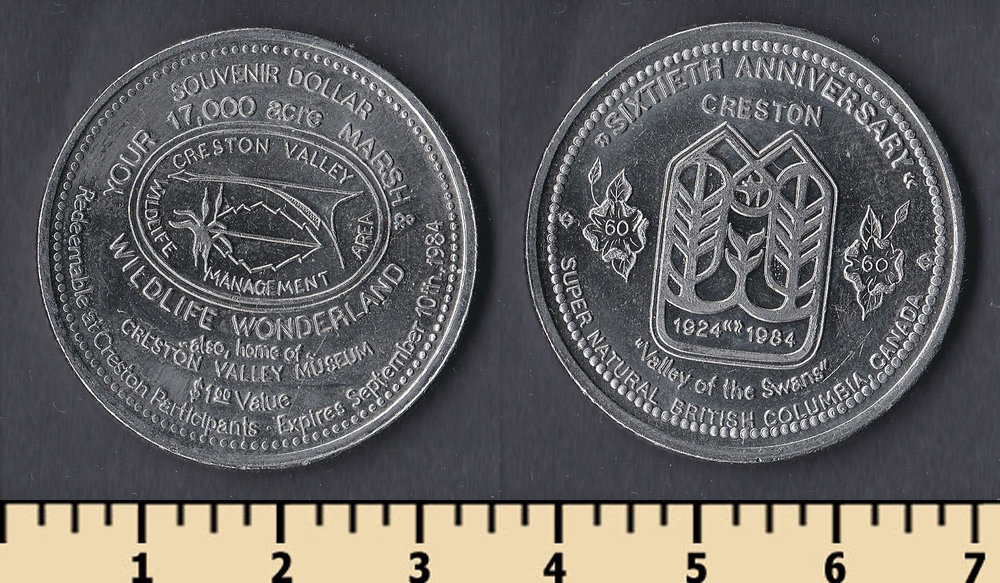 SOUVENIR DOLLAR
YOUR 17,000 acre MARSH &
WILDLIFE WONDERLAND
CRESTON VALLEY
WILDLIFE
MANAGEMENT
AREA
also, home of
CRESTON VALLEY MUSEUM
$1.00 Value
Redeemable at Creston Participants - Expires September 10th, 1984
"SIXTIETH ANNIVERSARY"
CRESTON
60
60
1924«»1984
"Valley of the Swans"
SUPER NATURAL BRITISH COLUMBIA, CANADA
1 2 3 4 5 6 7